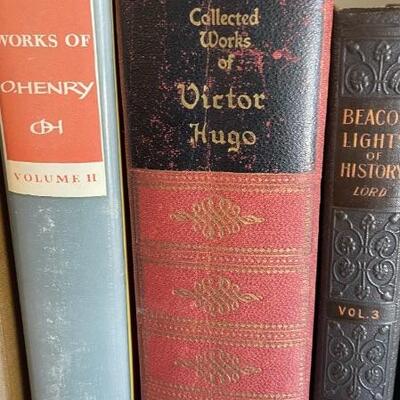 WORKS OF
O.HENRY
OH
VOLUME II
Collected
Works
of
Victor
Hugo
BEACO
LIGHTS
OF
HISTORY
LORD
VOL.3